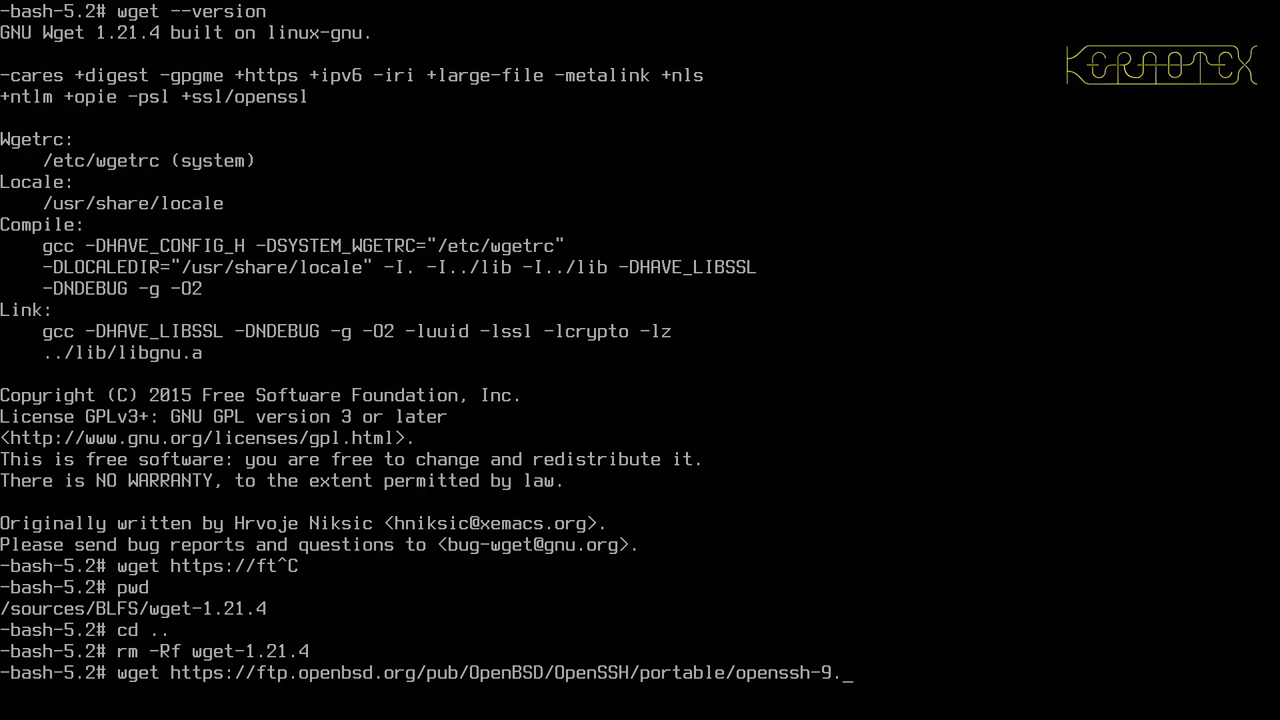 -bash-5.2# wget --version
GNU Wget 1.21.4 built on linux-gnu.
KERNOTEX
-cares +digest -gpgme +https +ipv6 -iri +large-file -metalink +nls
+ntlm +opie -psl +ssl/openssl
Wgetrc:
    /etc/wgetrc (system)
Locale:
    /usr/share/locale
Compile:
    gcc -DHAVE_CONFIG_H -DSYSTEM_WGETRC="/etc/wgetrc"
    -DLOCALEDIR="/usr/share/locale" -I. -I../lib -I../lib -DHAVE_LIBSSL
    -DNDEBUG -g -O2
Link:
    gcc -DHAVE_LIBSSL -DNDEBUG -g -O2 -luuid -lssl -lcrypto -lz
    ../lib/libgnu.a
Copyright (C) 2015 Free Software Foundation, Inc.
License GPLv3+: GNU GPL version 3 or later
<http://www.gnu.org/licenses/gpl.html>.
This is free software: you are free to change and redistribute it.
There is NO WARRANTY, to the extent permitted by law.
Originally written by Hrvoje Niksic <hniksic@xemacs.org>.
Please send bug reports and questions to <bug-wget@gnu.org>.
-bash-5.2# wget https://ft^C
-bash-5.2# pwd
/sources/BLFS/wget-1.21.4
-bash-5.2# cd ..
-bash-5.2# rm -Rf wget-1.21.4
-bash-5.2# wget https://ftp.openbsd.org/pub/OpenBSD/OpenSSH/portable/openssh-9._